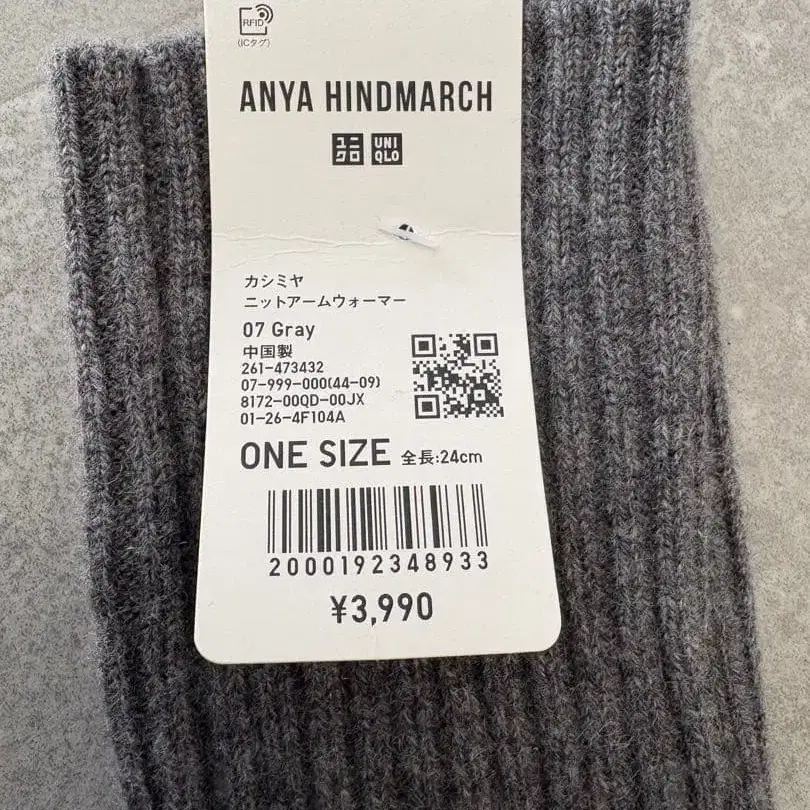 RFID
(ICタグ)
ANYA HINDMARCH
ユニクロ UNIQLO
カシミヤ
ニットアームウォーマー
07 Gray
中国製
261-473432
07-999-000(44-09)
8172-00QD-00JX
01-26-4F104A
ONE SIZE 全長:24cm
2000192348933
¥3,990